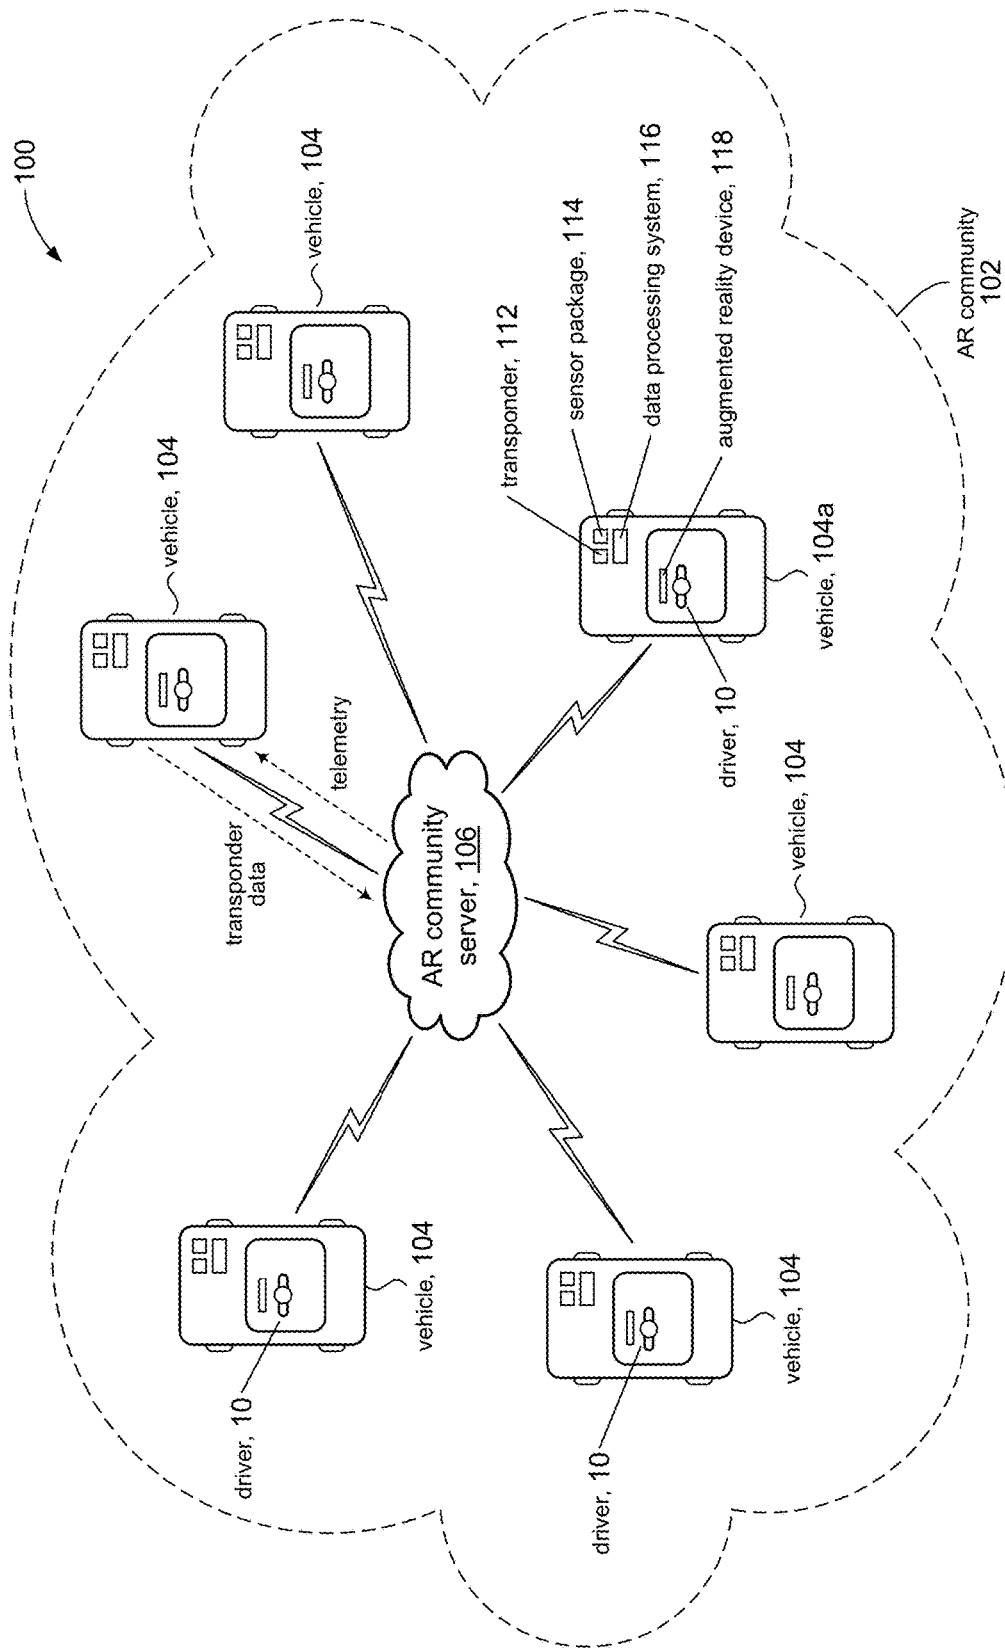 100
vehicle, 104
transponder
data
driver, 10
vehicle, 104
telemetry
vehicle, 104
AR community
server, 106
transponder, 112
sensor package, 114
driver, 10
data processing system, 116
driver, 10
augmented reality device, 118
vehicle, 104
vehicle, 104
vehicle, 104a
AR community
102